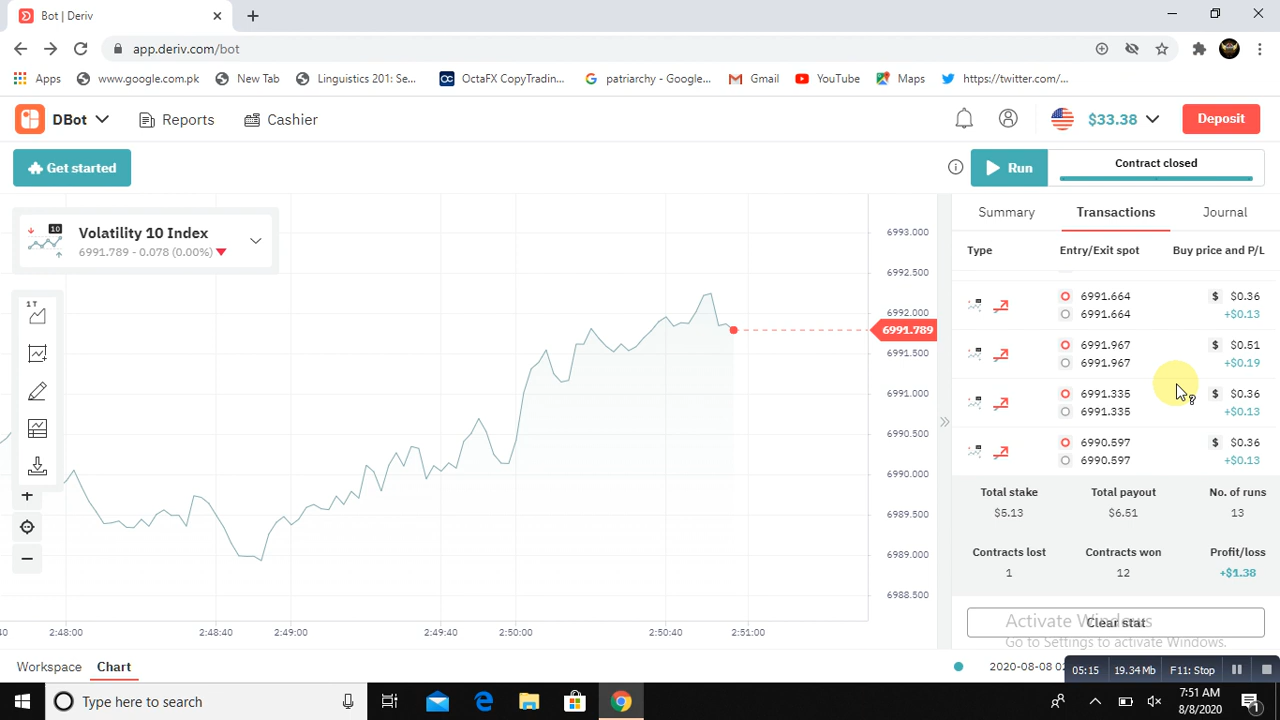 Bot | Deriv
app.deriv.com/bot
Apps www.google.com.pk New Tab Linguistics 201: Se... OctaFX CopyTradin... patriarchy - Google... Gmail YouTube Maps https://twitter.com/...
DBot Reports Cashier $33.38 Deposit
Get started Run Contract closed
10 Volatility 10 Index
6991.789 - 0.078 (0.00%)
Summary Transactions Journal
Type Entry/Exit spot Buy price and P/L
6991.664 $ $0.36
6991.664 +$0.13
6991.967 $ $0.51
6991.967 +$0.19
6991.335 $ $0.36
6991.335 +$0.13
6990.597 $ $0.36
6990.597 +$0.13
Total stake Total payout No. of runs
$5.13 $6.51 13
Contracts lost Contracts won Profit/loss
1 12 +$1.38
Clear stat
Activate Windows
Go to Settings to activate Windows.
1 T
6993.000
6992.500
6992.000
6991.789
6991.500
6991.000
6990.500
6990.000
6989.500
6989.000
6988.500
2:48:00 2:48:40 2:49:00 2:49:40 2:50:00 2:50:40 2:51:00
Workspace Chart
2020-08-08 0
05:15 19.34 Mb F11: Stop
Type here to search
7:51 AM
8/8/2020
1